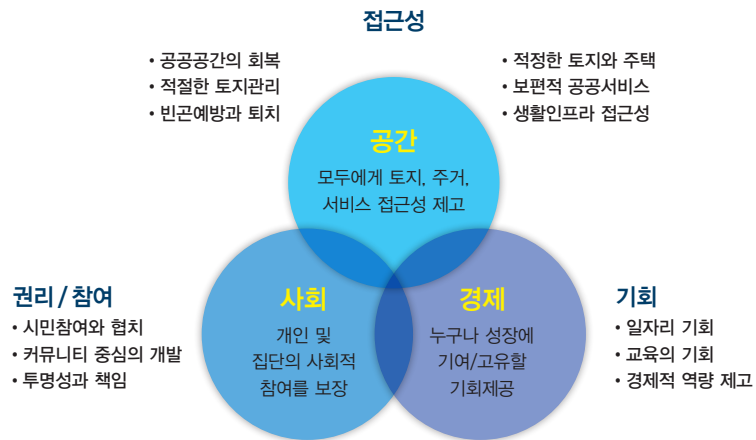 접근성
• 공공공간의 회복
• 적절한 토지관리
• 빈곤예방과 퇴치
• 적정한 토지와 주택
• 보편적 공공서비스
• 생활인프라 접근성
공간
모두에게 토지, 주거,
서비스 접근성 제고
권리 / 참여
• 시민참여와 협치
• 커뮤니티 중심의 개발
• 투명성과 책임
사회
개인 및
집단의 사회적
참여를 보장
경제
누구나 성장에
기여/고유할
기회제공
기회
• 일자리 기회
• 교육의 기회
• 경제적 역량 제고